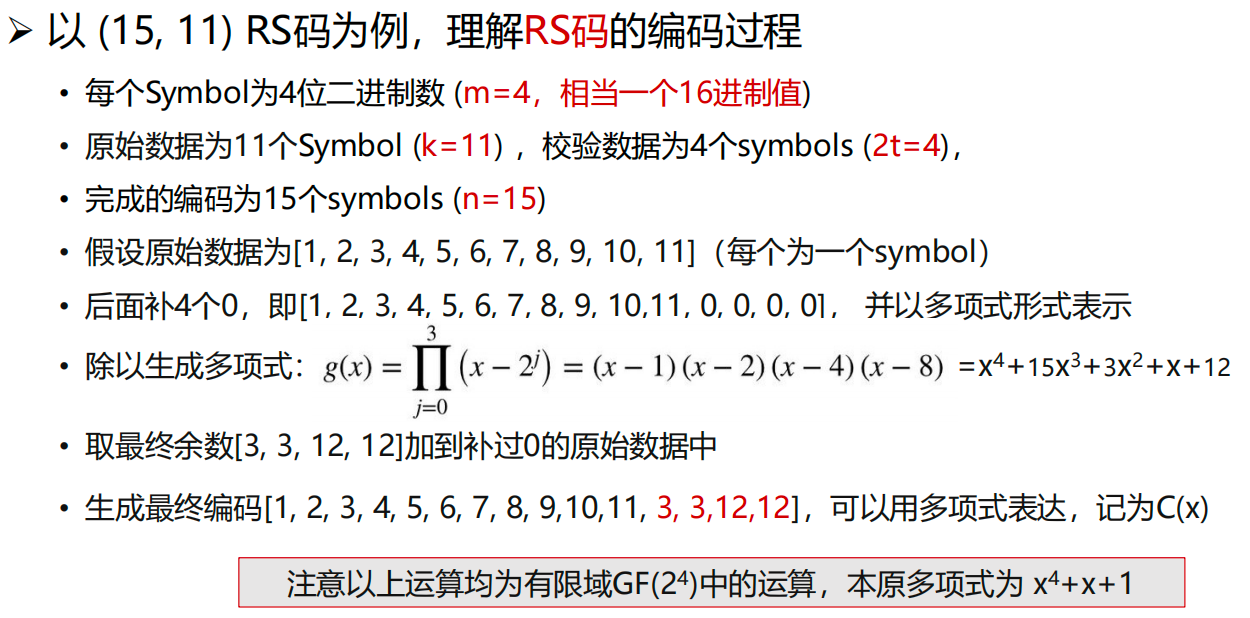 ➢ 以 (15, 11) RS码为例，理解RS码的编码过程
• 每个Symbol为4位二进制数 (m=4，相当一个16进制值)
• 原始数据为11个Symbol (k=11) ，校验数据为4个symbols (2t=4)，
• 完成的编码为15个symbols (n=15)
• 假设原始数据为[1, 2, 3, 4, 5, 6, 7, 8, 9, 10, 11]（每个为一个symbol）
• 后面补4个0，即[1, 2, 3, 4, 5, 6, 7, 8, 9, 10,11, 0, 0, 0, 0]， 并以多项式形式表示
• 除以生成多项式：g(x) = ∏_{j=0}^{3} (x − 2^j) = (x − 1)(x − 2)(x − 4)(x − 8) =x⁴+15x³+3x²+x+12
• 取最终余数[3, 3, 12, 12]加到补过0的原始数据中
• 生成最终编码[1, 2, 3, 4, 5, 6, 7, 8, 9,10,11, 3, 3,12,12]，可以用多项式表达，记为C(x)
注意以上运算均为有限域GF(2⁴)中的运算，本原多项式为 x⁴+x+1